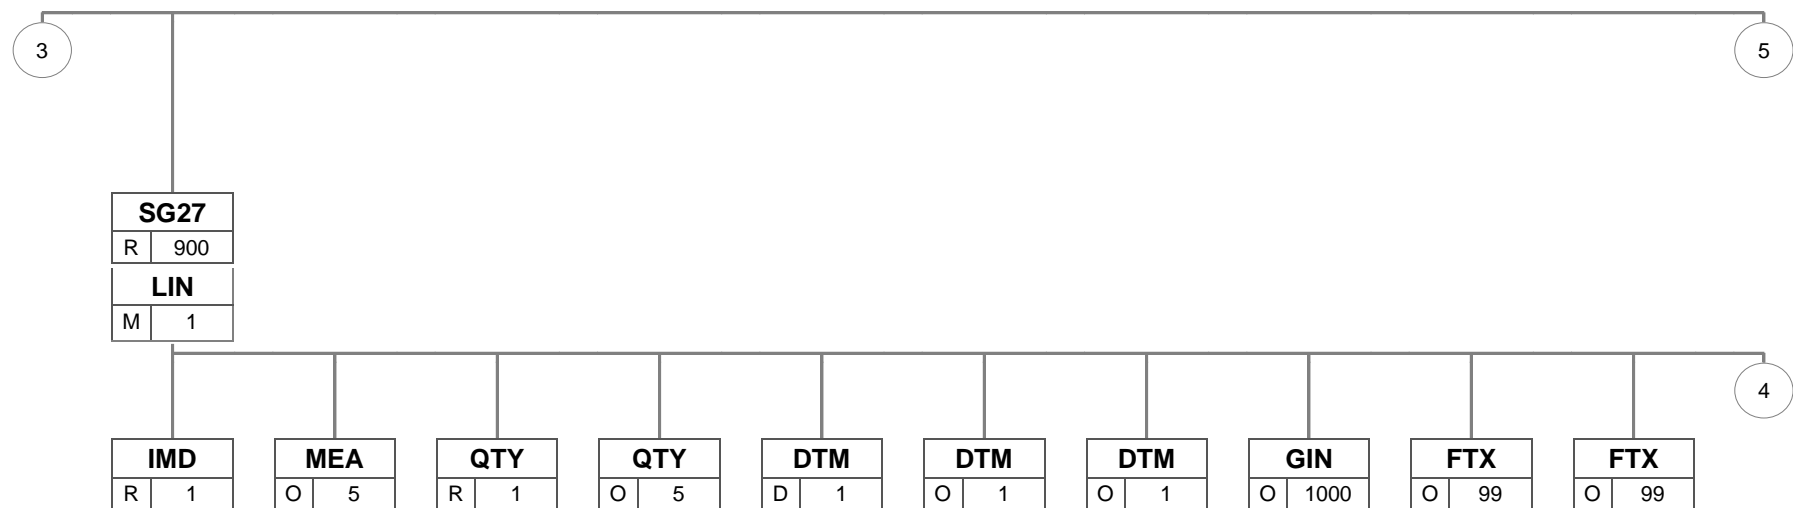 3 5
SG27
R 900
LIN
M 1
4
IMD MEA QTY QTY DTM DTM DTM GIN FTX FTX
R 1 O 5 R 1 O 5 D 1 O 1 O 1 O 1000 O 99 O 99